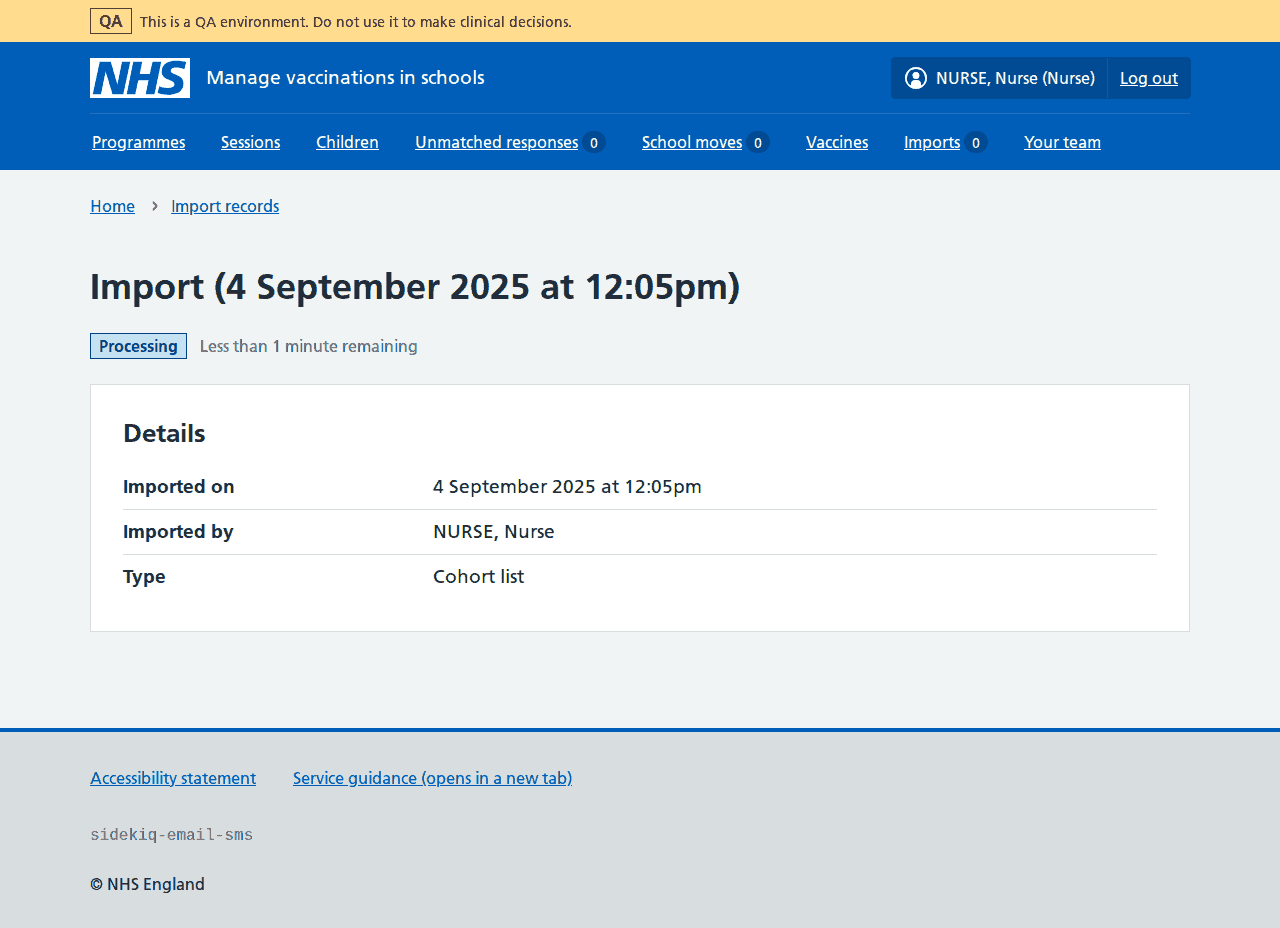 QA This is a QA environment. Do not use it to make clinical decisions.
NHS Manage vaccinations in schools NURSE, Nurse (Nurse) Log out
Programmes Sessions Children Unmatched responses 0 School moves 0 Vaccines Imports 0 Your team
Home Import records
Import (4 September 2025 at 12:05pm)
Processing Less than 1 minute remaining
Details
Imported on 4 September 2025 at 12:05pm
Imported by NURSE, Nurse
Type Cohort list
Accessibility statement Service guidance (opens in a new tab)
sidekiq-email-sms
© NHS England